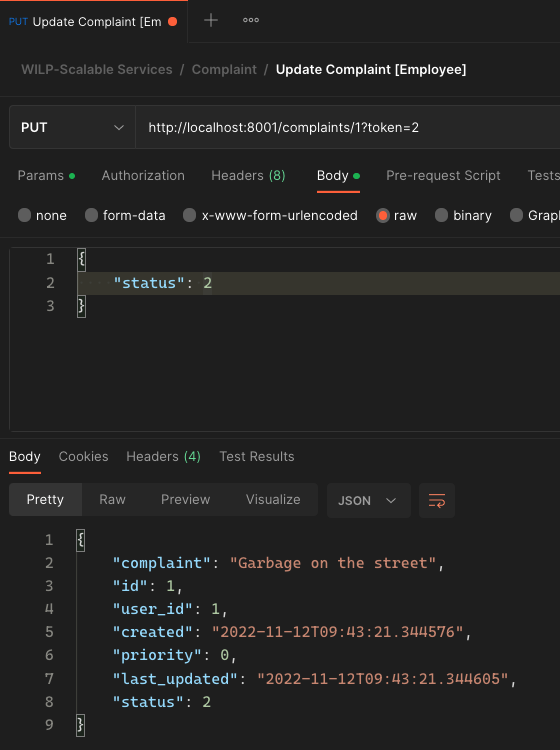 PUT Update Complaint [Em
WILP-Scalable Services / Complaint / Update Complaint [Employee]
PUT http://localhost:8001/complaints/1?token=2
Params Authorization Headers (8) Body Pre-request Script Tests
none form-data x-www-form-urlencoded raw binary Grap
1 {
2 "status": 2
3 }
Body Cookies Headers (4) Test Results
Pretty Raw Preview Visualize JSON
1 {
2 "complaint": "Garbage on the street",
3 "id": 1,
4 "user_id": 1,
5 "created": "2022-11-12T09:43:21.344576",
6 "priority": 0,
7 "last_updated": "2022-11-12T09:43:21.344605",
8 "status": 2
9 }